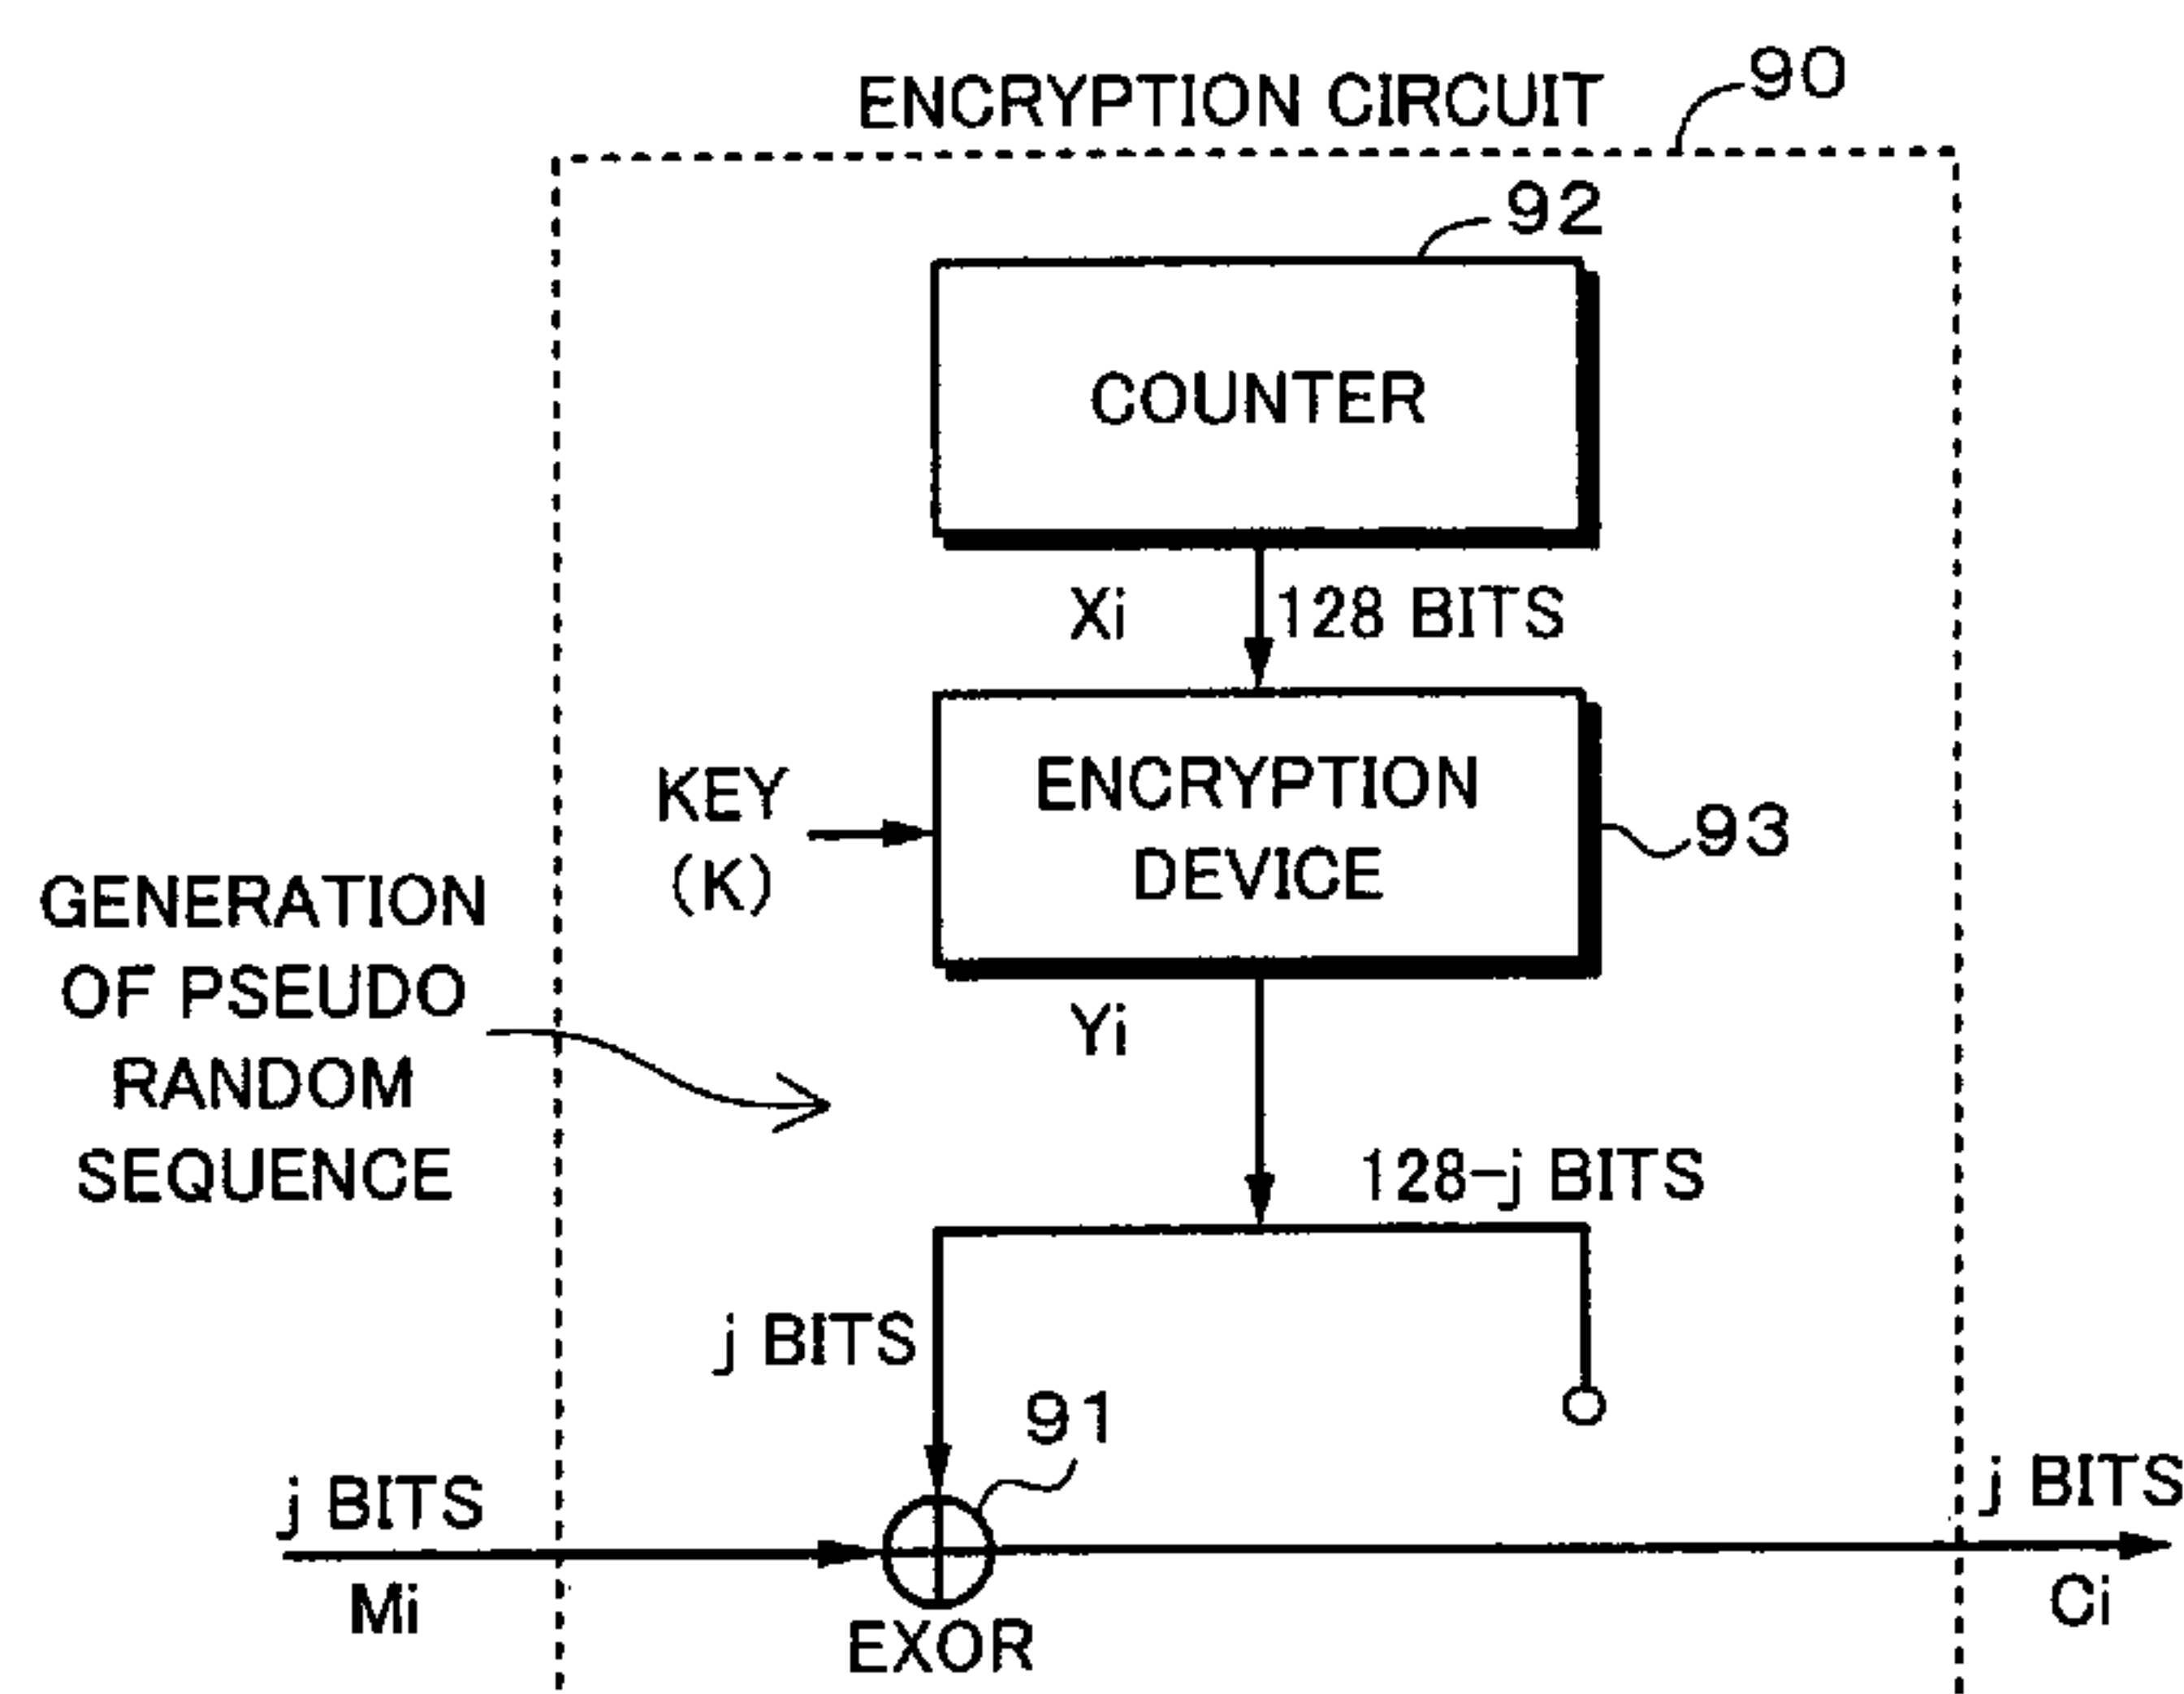 ENCRYPTION CIRCUIT
90
92
COUNTER
Xi
128 BITS
KEY
(K)
ENCRYPTION
DEVICE
93
GENERATION
OF PSEUDO
RANDOM
SEQUENCE
Yi
128-j BITS
j BITS
91
j BITS
Mi
EXOR
j BITS
Ci